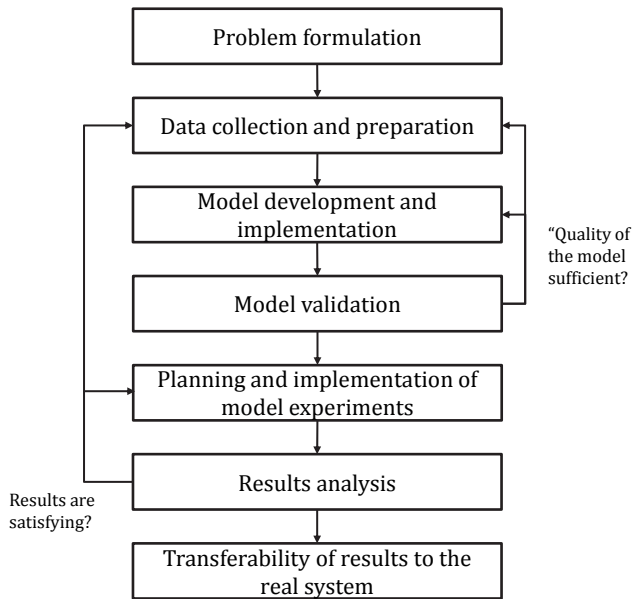 Problem formulation
Data collection and preparation
Model development and
implementation
“Quality of
the model
sufficient?
Model validation
Planning and implementation of
model experiments
Results analysis
Results are
satisfying?
Transferability of results to the
real system